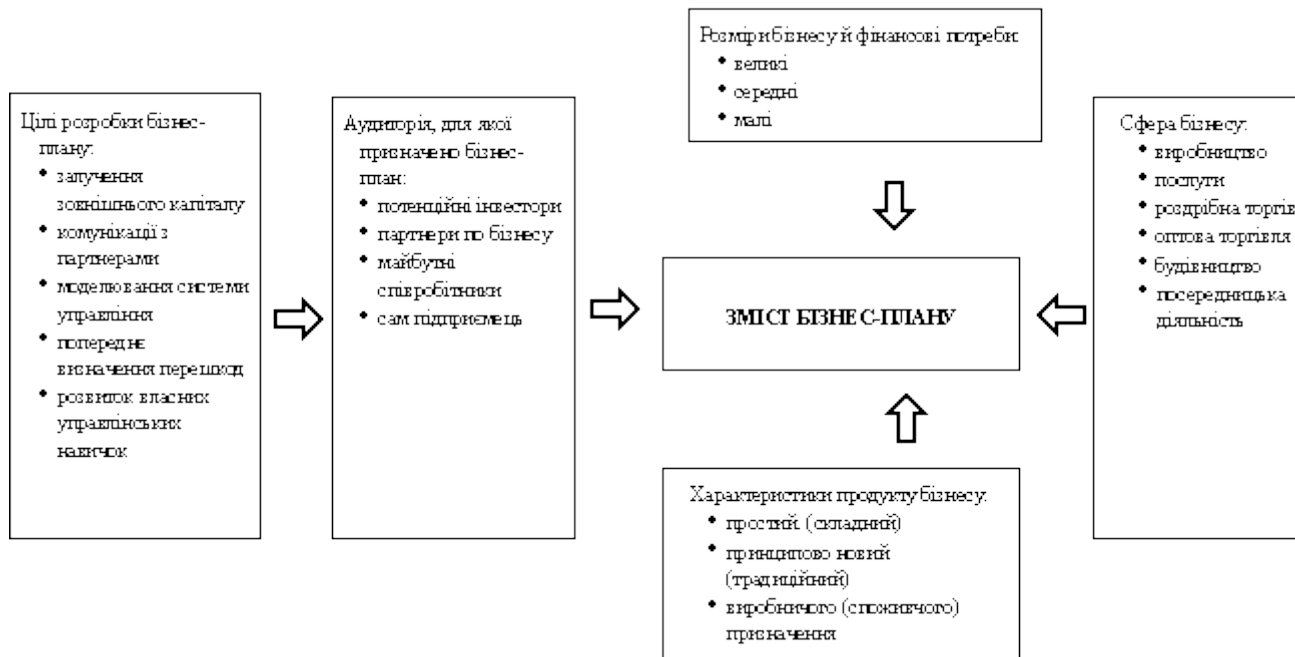 Цілі розробки бізнес-
плану:
• залучення
зовнішнього капіталу
• комунікації з
партнерами
• моделювання системи
управління
• попереднє
визначення перешкод
• розвиток власних
управлінських
навичок
Аудиторія, для якої
призначено бізнес-
план:
• потенційні інвестори
• партнери по бізнесу
• майбутні
співробітники
• сам підприємець
Розміри бізнесу й фінансові потреби:
• великі
• середні
• малі
ЗМІСТ БІЗНЕС-ПЛАНУ
Характеристики продукту бізнесу:
• простий (складний)
• принципово новий
(традиційний)
• виробничого (споживчого)
призначення
Сфера бізнесу:
• виробництво
• послуги
• роздрібна торгів
• оптова торгівля
• будівництво
• посередницька
діяльність